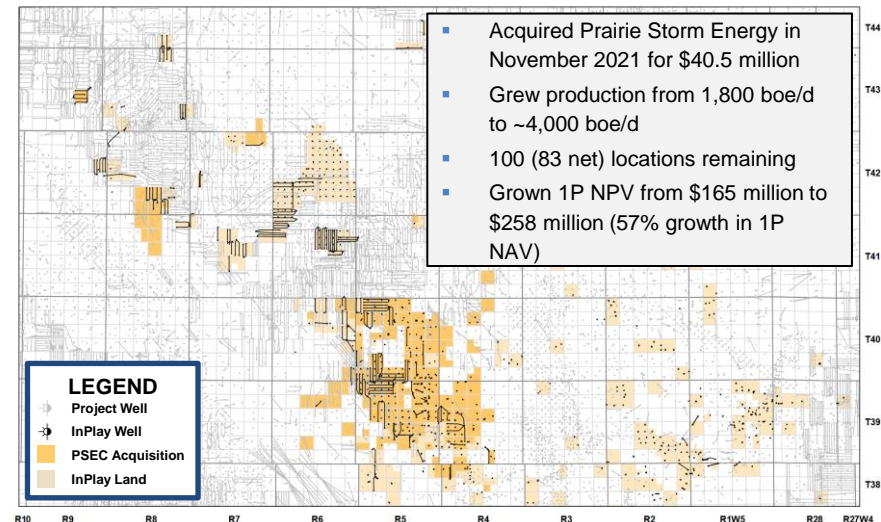 ▪ Acquired Prairie Storm Energy in
November 2021 for $40.5 million
▪ Grew production from 1,800 boe/d
to ~4,000 boe/d
▪ 100 (83 net) locations remaining
▪ Grown 1P NPV from $165 million to
$258 million (57% growth in 1P
NAV)
T44
T43
T42
T41
T40
T39
T38
LEGEND
Project Well
InPlay Well
PSEC Acquisition
InPlay Land
R10 R9 R8 R7 R6 R5 R4 R3 R2 R1W5 R28 R27W4